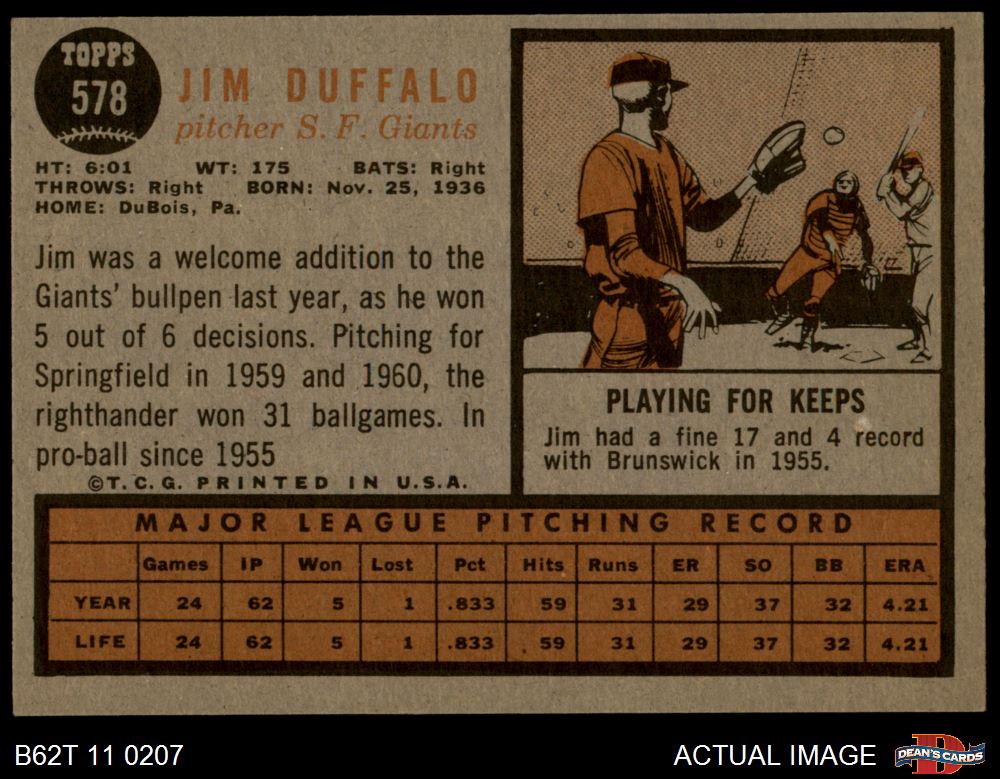 TOPPS
578
JIM DUFFALO
pitcher S. F. Giants
HT: 6:01 WT: 175 BATS: Right
THROWS: Right BORN: Nov. 25, 1936
HOME: DuBois, Pa.
Jim was a welcome addition to the
Giants' bullpen last year, as he won
5 out of 6 decisions. Pitching for
Springfield in 1959 and 1960, the
righthander won 31 ballgames. In
pro-ball since 1955
©T. C. G. PRINTED IN U.S.A.
PLAYING FOR KEEPS
Jim had a fine 17 and 4 record
with Brunswick in 1955.
MAJOR LEAGUE PITCHING RECORD
Games IP Won Lost Pct Hits Runs ER SO BB ERA
YEAR 24 62 5 1 .833 59 31 29 37 32 4.21
LIFE 24 62 5 1 .833 59 31 29 37 32 4.21
B62T 11 0207
ACTUAL IMAGE
D
DEAN'S CARDS